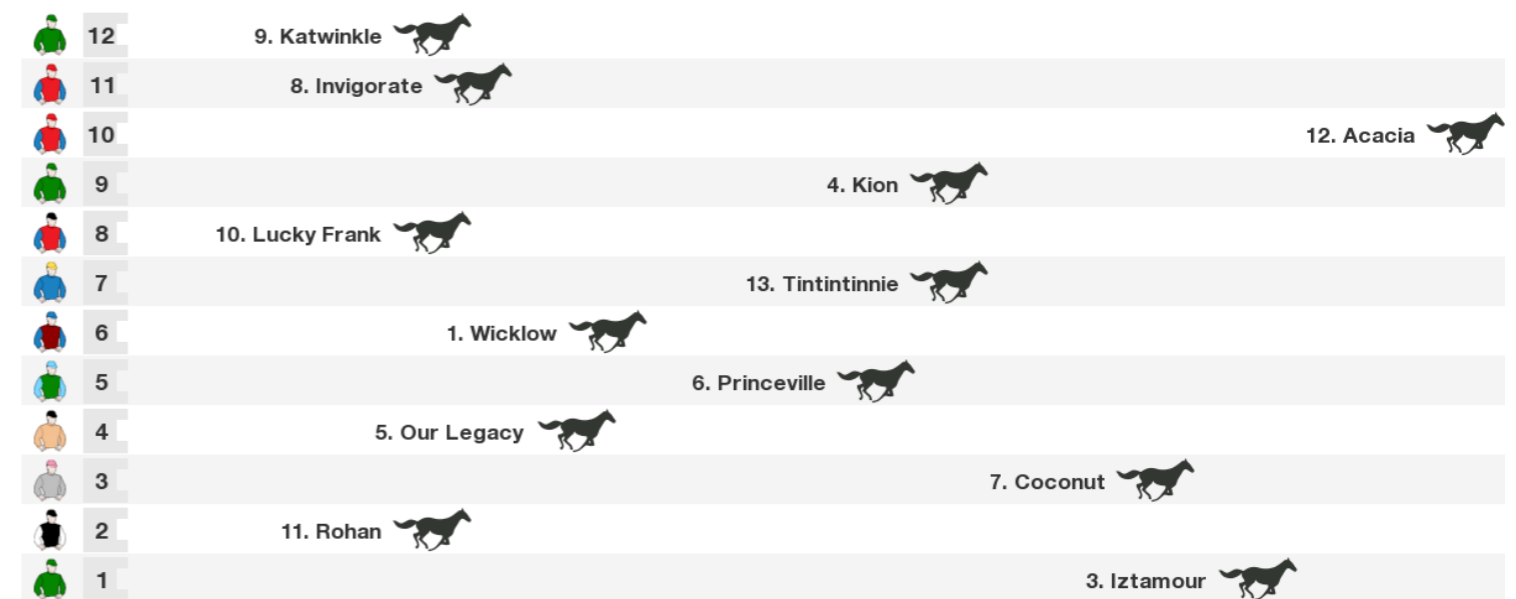 12 9. Katwinkle
11 8. Invigorate
10 12. Acacia
9 4. Kion
8 10. Lucky Frank
7 13. Tintintinnie
6 1. Wicklow
5 6. Princeville
4 5. Our Legacy
3 7. Coconut
2 11. Rohan
1 3. Iztamour